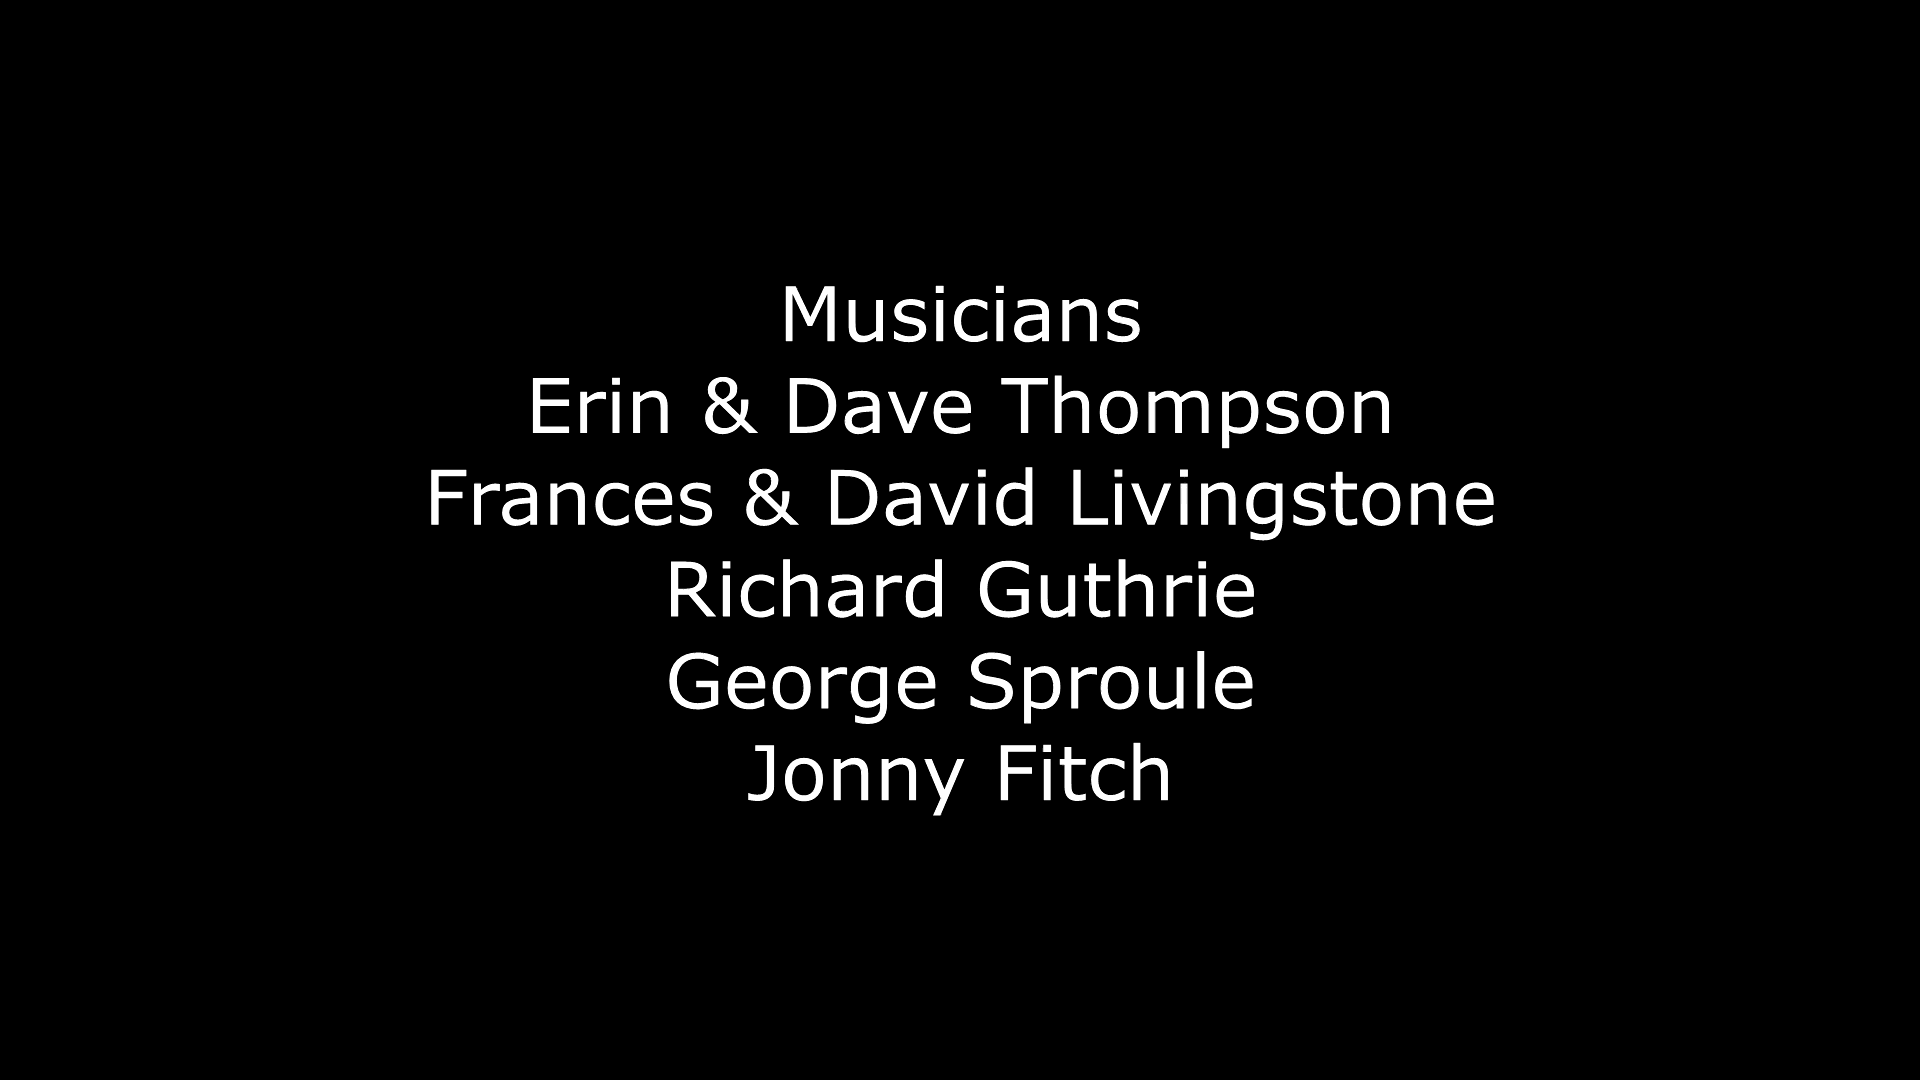 Musicians
Erin & Dave Thompson
Frances & David Livingstone
Richard Guthrie
George Sproule
Jonny Fitch